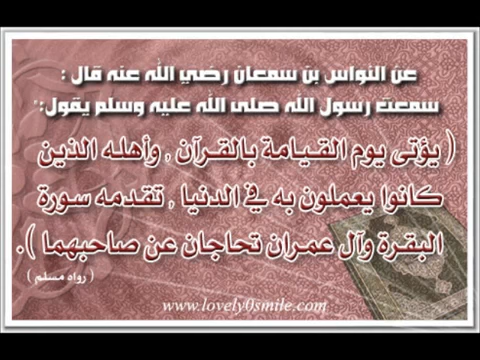 عن النواس بن سمعان رضي الله عنه قال :
سمعت رسول الله صلى الله عليه وسلم يقول:"
( يؤتى يوم القيامة بالقرآن , وأهله الذين
كانوا يعملون به في الدنيا , تقدمه سورة
البقرة وآل عمران تحاجان عن صاحبهما ).
( رواه مسلم )
www.lovely0smile.com